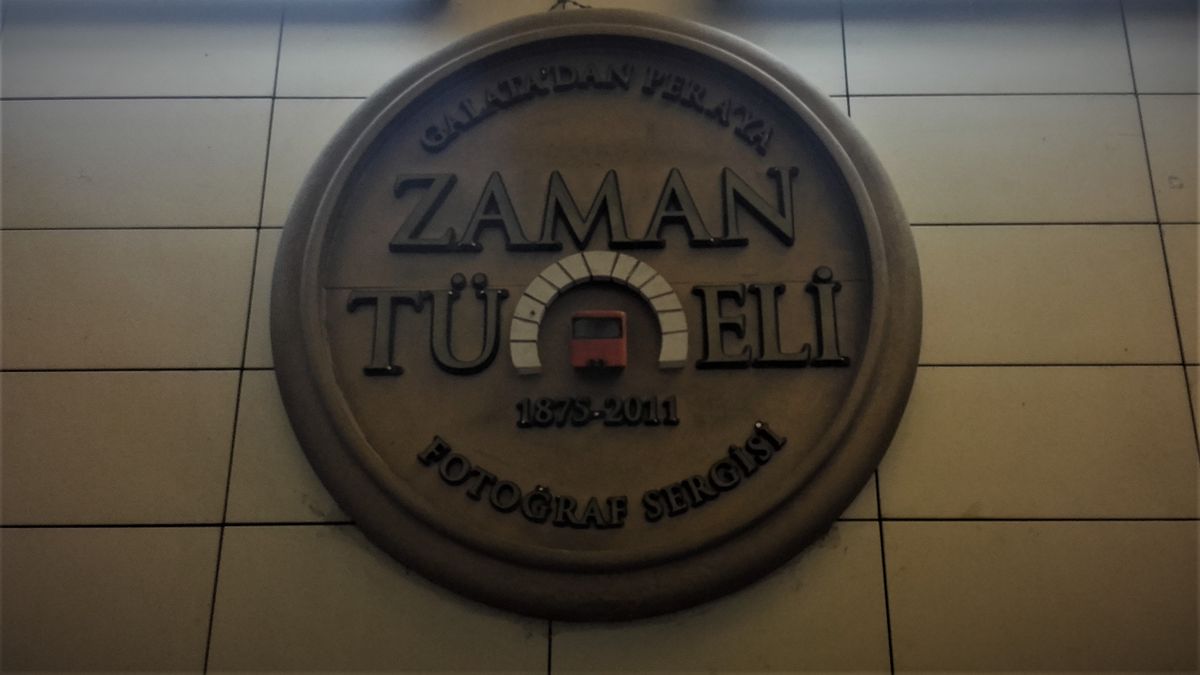 GALATA'DAN PERA'YA
ZAMAN
TÜNELİ
1875-2011
FOTOĞRAF SERGİSİ